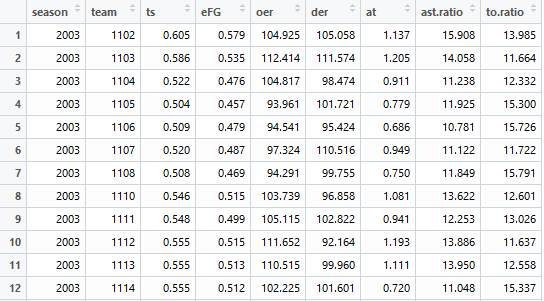 season team ts eFG oer der at ast.ratio to.ratio
1 2003 1102 0.605 0.579 104.925 105.058 1.137 15.908 13.985
2 2003 1103 0.586 0.535 112.414 111.574 1.205 14.058 11.664
3 2003 1104 0.522 0.476 104.817 98.474 0.911 11.238 12.332
4 2003 1105 0.504 0.457 93.961 101.721 0.779 11.925 15.300
5 2003 1106 0.509 0.479 94.541 95.424 0.686 10.781 15.726
6 2003 1107 0.520 0.487 97.324 110.516 0.949 11.122 11.722
7 2003 1108 0.508 0.469 94.291 99.755 0.750 11.849 15.791
8 2003 1110 0.546 0.515 103.739 96.858 1.081 13.622 12.601
9 2003 1111 0.548 0.499 105.115 102.822 0.941 12.253 13.026
10 2003 1112 0.555 0.515 111.652 92.164 1.193 13.886 11.637
11 2003 1113 0.555 0.513 110.515 99.960 1.111 13.950 12.558
12 2003 1114 0.555 0.512 102.225 101.601 0.720 11.048 15.337